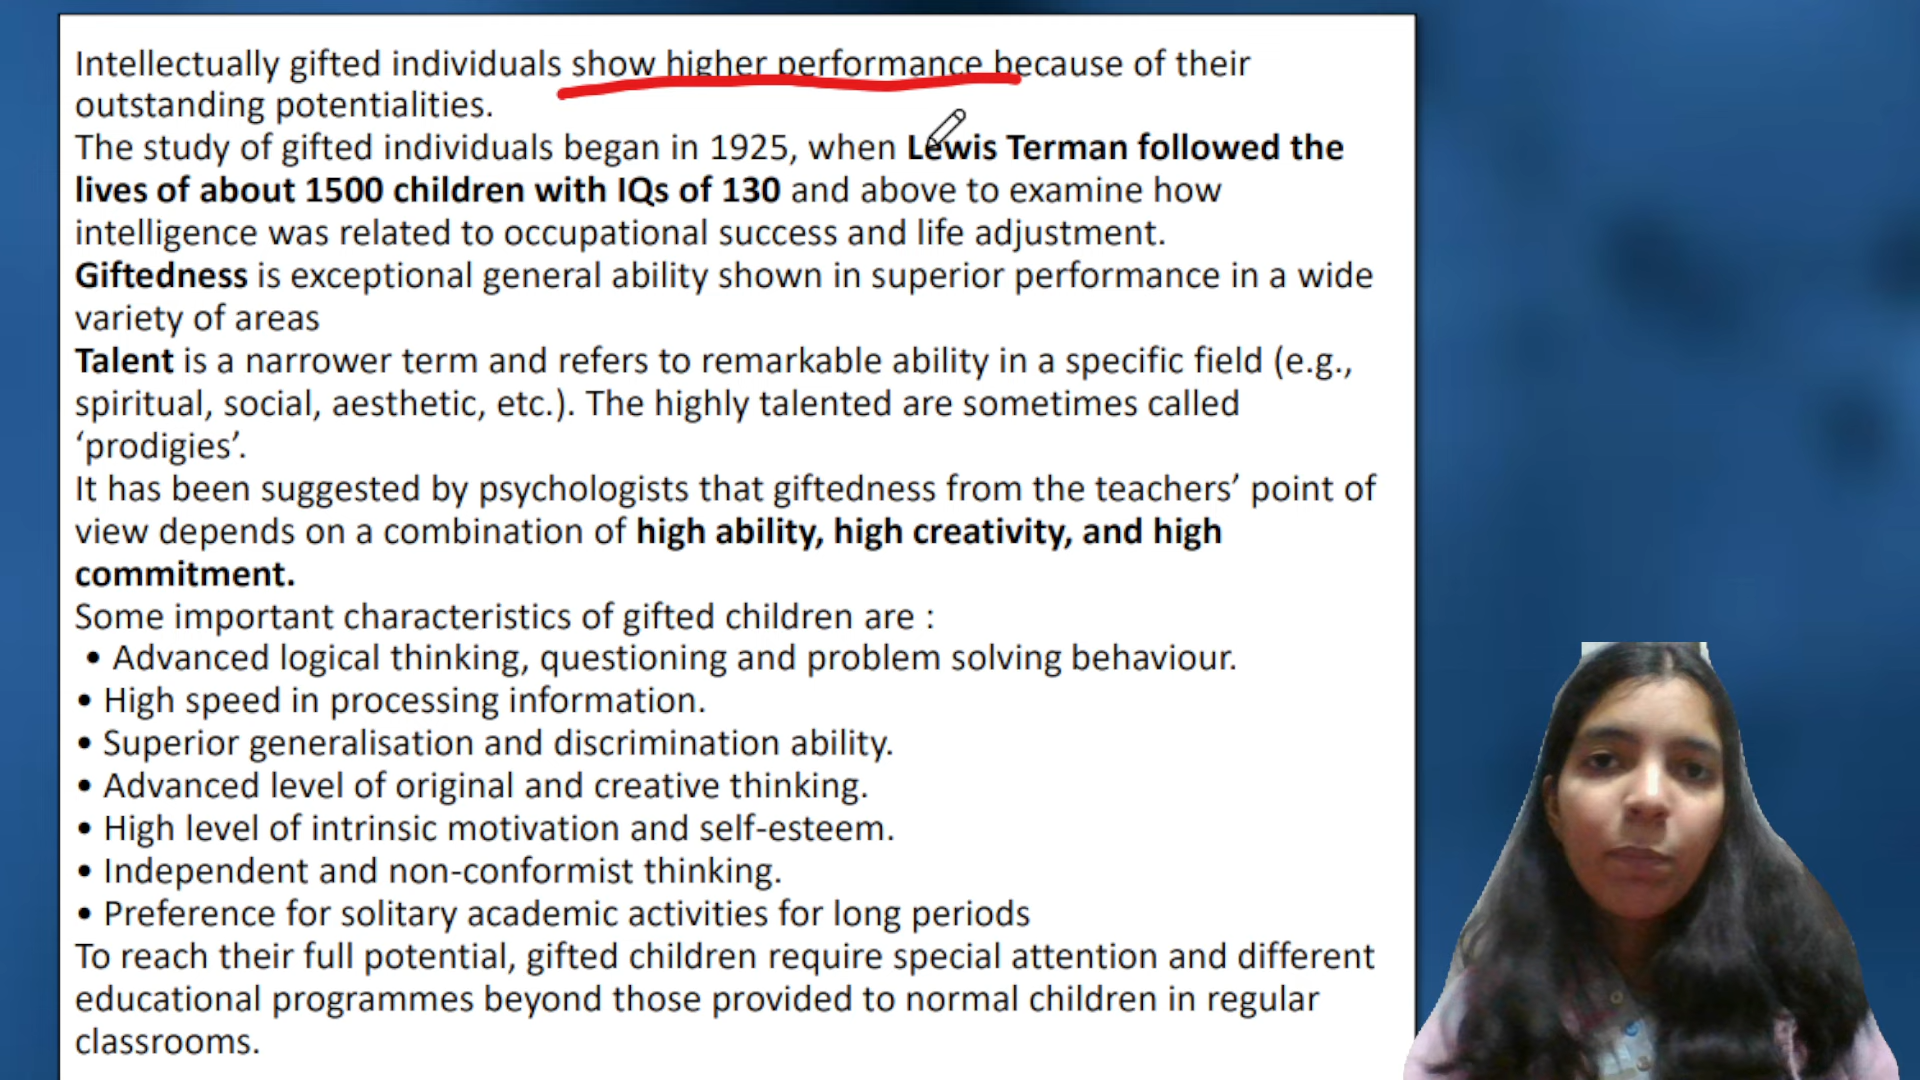 Intellectually gifted individuals show higher performance because of their
outstanding potentialities.
The study of gifted individuals began in 1925, when Lewis Terman followed the
lives of about 1500 children with IQs of 130 and above to examine how
intelligence was related to occupational success and life adjustment.
Giftedness is exceptional general ability shown in superior performance in a wide
variety of areas
Talent is a narrower term and refers to remarkable ability in a specific field (e.g.,
spiritual, social, aesthetic, etc.). The highly talented are sometimes called
‘prodigies’.
It has been suggested by psychologists that giftedness from the teachers’ point of
view depends on a combination of high ability, high creativity, and high
commitment.
Some important characteristics of gifted children are :
• Advanced logical thinking, questioning and problem solving behaviour.
• High speed in processing information.
• Superior generalisation and discrimination ability.
• Advanced level of original and creative thinking.
• High level of intrinsic motivation and self-esteem.
• Independent and non-conformist thinking.
• Preference for solitary academic activities for long periods
To reach their full potential, gifted children require special attention and different
educational programmes beyond those provided to normal children in regular
classrooms.